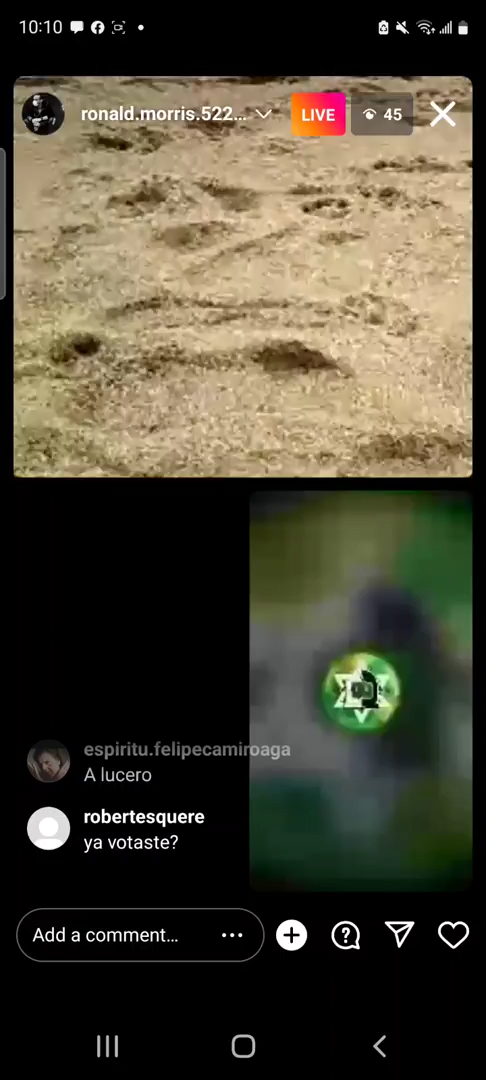 10:10
ronald.morris.522...
LIVE
45
espiritu.felipecamiroaga
A lucero
robertesquere
ya votaste?
Add a comment...